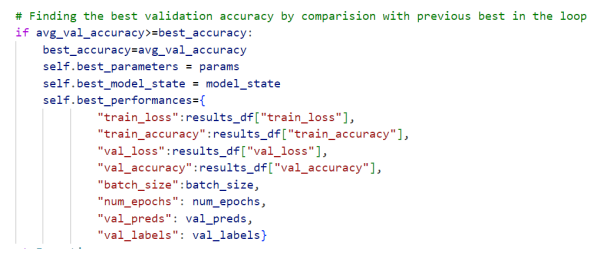 # Finding the best validation accuracy by comparision with previous best in the loop
if avg_val_accuracy>=best_accuracy:
best_accuracy=avg_val_accuracy
self.best_parameters = params
self.best_model_state = model_state
self.best_performances={
"train_loss":results_df["train_loss"],
"train_accuracy":results_df["train_accuracy"],
"val_loss":results_df["val_loss"],
"val_accuracy":results_df["val_accuracy"],
"batch_size":batch_size,
"num_epochs": num_epochs,
"val_preds": val_preds,
"val_labels": val_labels}